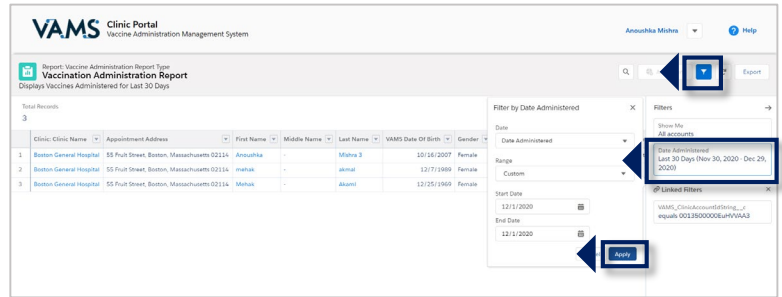 VAMS
Clinic Portal
Vaccine Administration Management System
Anoushka Mishra
Help
Report: Vaccine Administration Report Type
Vaccination Administration Report
Displays Vaccines Administered for Last 30 Days
Export
Total Records
3
Clinic: Clinic Name Appointment Address First Name Middle Name Last Name VAMS Date Of Birth Gender
1 Boston General Hospital 55 Fruit Street, Boston, Massachusetts 02114 Anoushka - Mishra 3 10/16/2007 Female
2 Boston General Hospital 55 Fruit Street, Boston, Massachusetts 02114 mehak - akmal 12/7/1989 Female
3 Boston General Hospital 55 Fruit Street, Boston, Massachusetts 02114 Mehak - Akaml 12/25/1969 Female
Filter by Date Administered
Date
Date Administered
Range
Custom
Start Date
12/1/2020
End Date
12/1/2020
Apply
Filters
Show Me
All accounts
Date Administered
Last 30 Days (Nov 30, 2020 - Dec 29,
2020)
Linked Filters
VAMS_ClinicAccountIdString__c